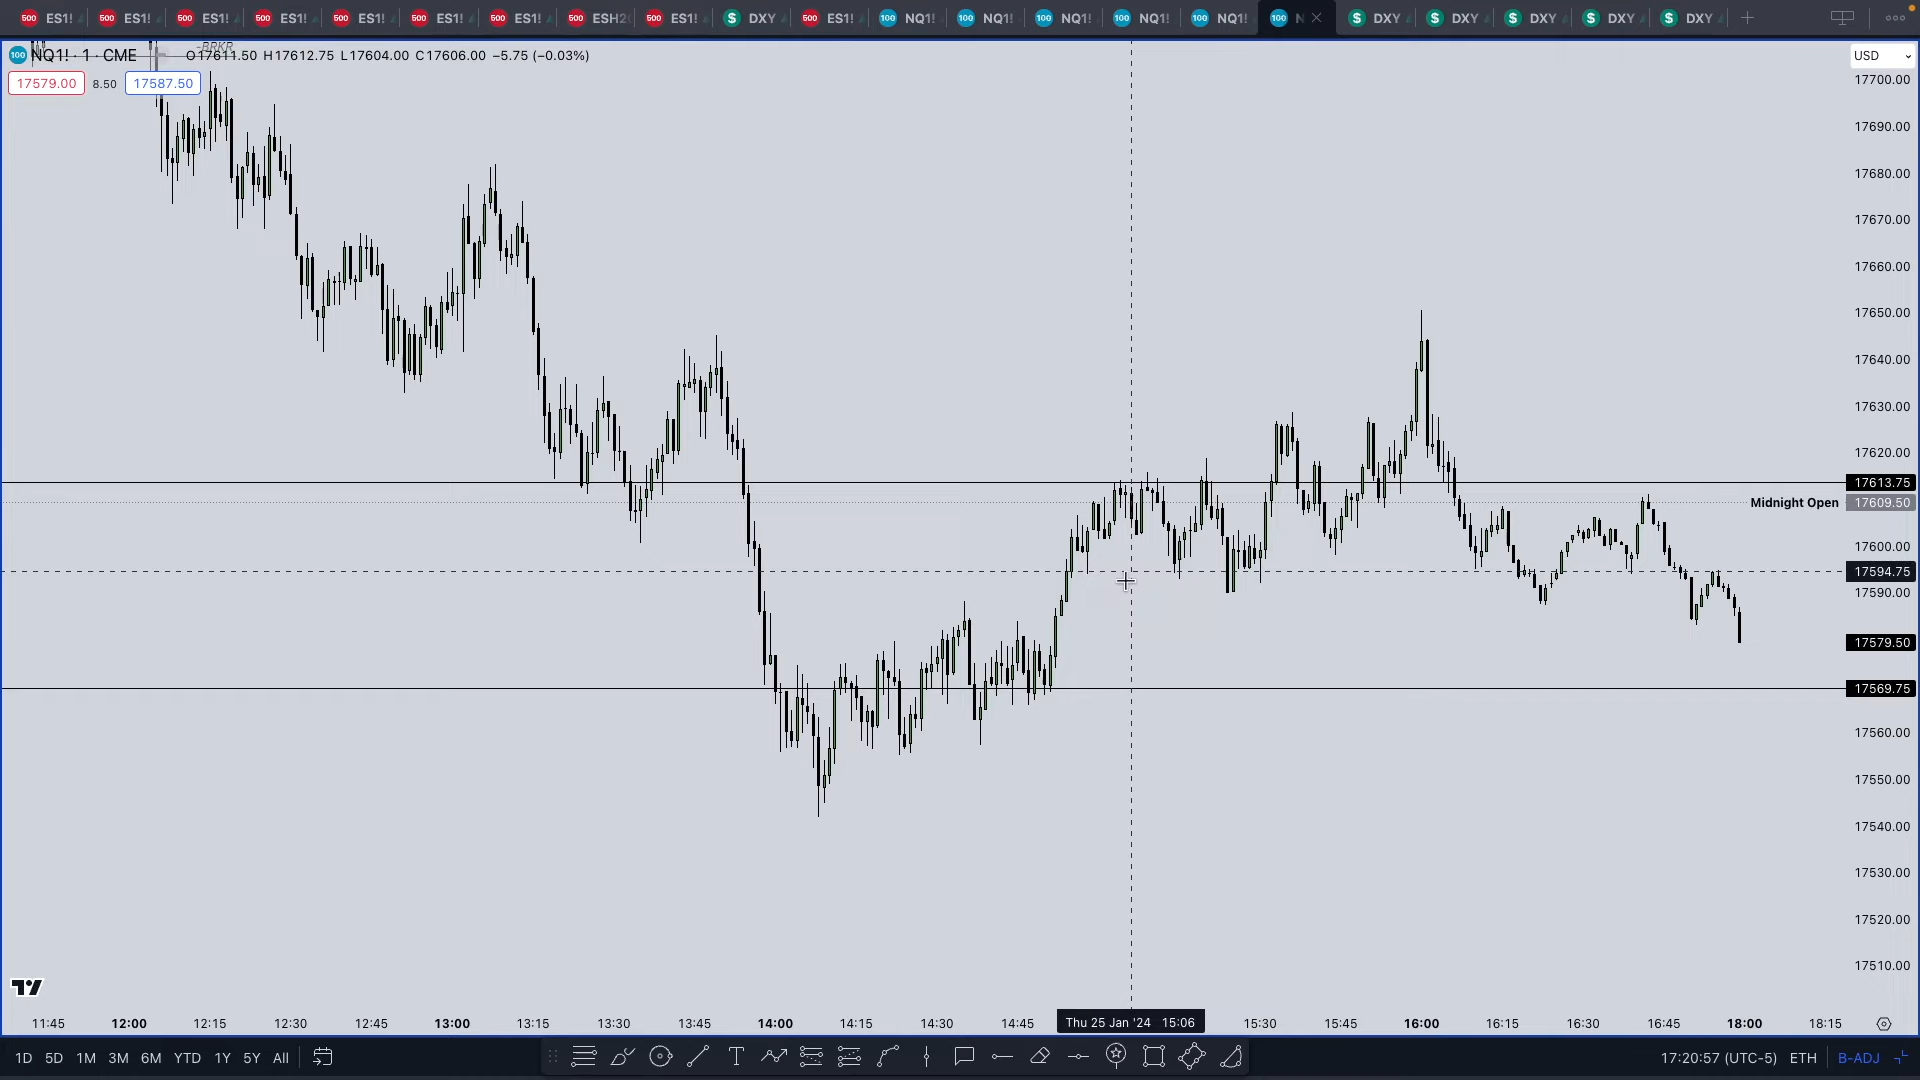 ES1! ES1! ES1! ES1! ES1! ES1! ES1! ESH2 ES1! DXY ES1! NQ1! NQ1! NQ1! NQ1! NQ1! N DXY DXY DXY DXY DXY
-BRKR
NQ1! · 1 · CME O17611.50 H17612.75 L17604.00 C17606.00 −5.75 (−0.03%)
USD
17579.00 8.50 17587.50
17700.00
17690.00
17680.00
17670.00
17660.00
17650.00
17640.00
17630.00
17620.00
17613.75
Midnight Open 17609.50
17600.00
17594.75
17590.00
17579.50
17569.75
17560.00
17550.00
17540.00
17530.00
17520.00
17510.00
11:45 12:00 12:15 12:30 12:45 13:00 13:15 13:30 13:45 14:00 14:15 14:30 14:45 Thu 25 Jan '24 15:06 15:30 15:45 16:00 16:15 16:30 16:45 18:00 18:15
1D 5D 1M 3M 6M YTD 1Y 5Y All 17:20:57 (UTC-5) ETH B-ADJ